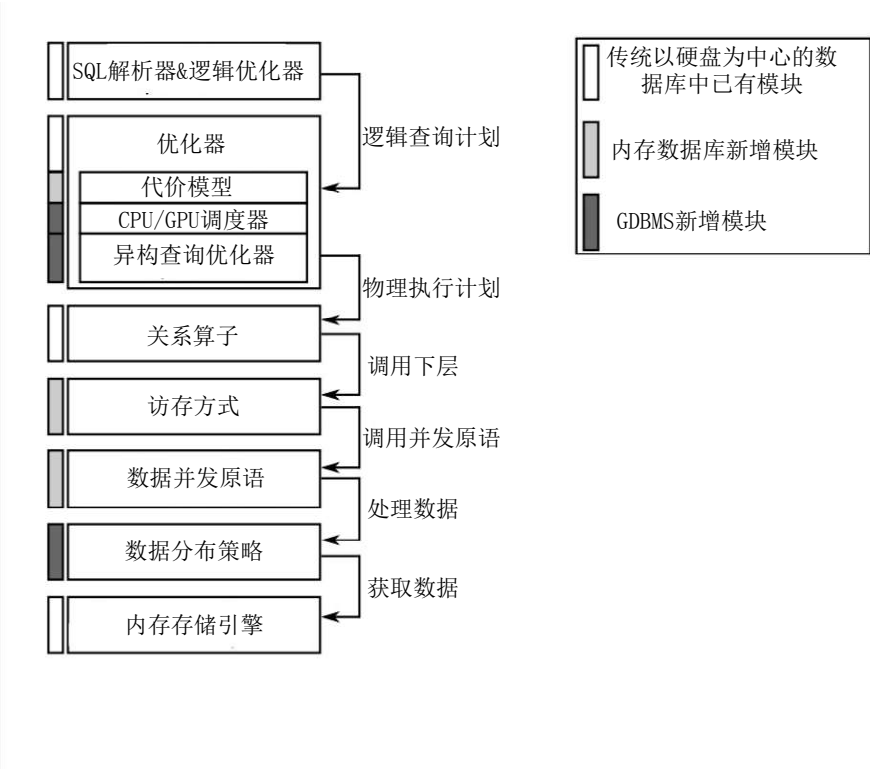 SQL解析器&逻辑优化器
逻辑查询计划
优化器
代价模型
CPU/GPU调度器
异构查询优化器
物理执行计划
关系算子
调用下层
访存方式
调用并发原语
数据并发原语
处理数据
数据分布策略
获取数据
内存存储引擎
传统以硬盘为中心的数
据库中已有模块
内存数据库新增模块
GDBMS新增模块